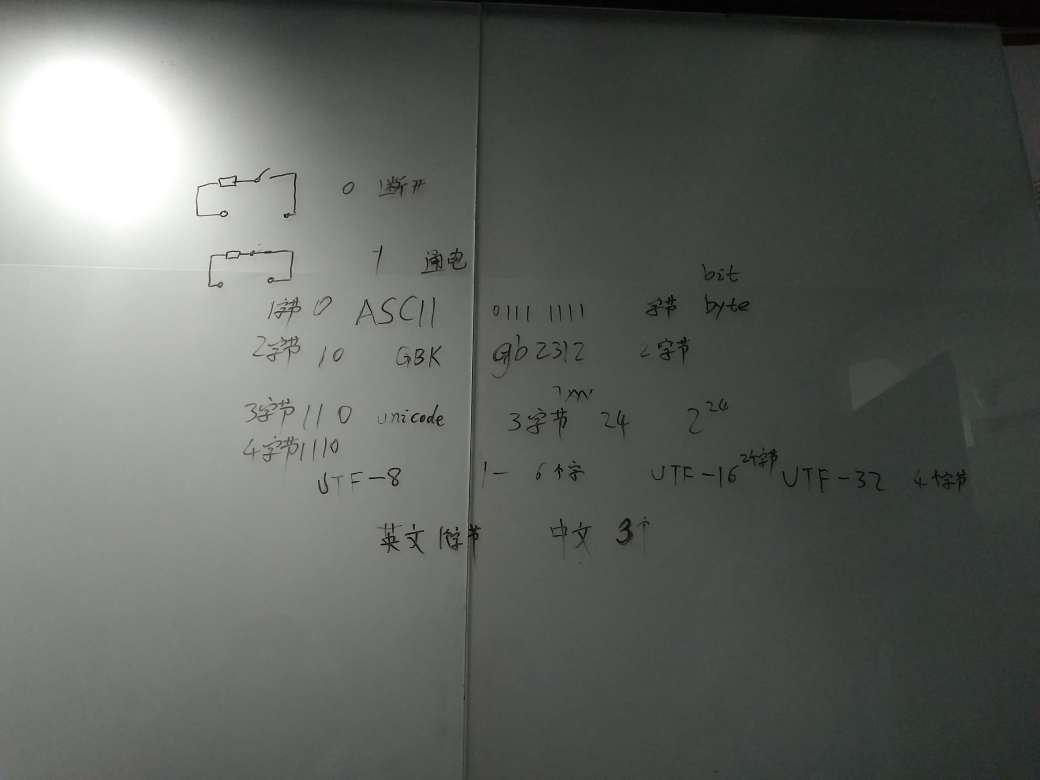 0 断开
1 通电
bit
1字节 0 ASCII 0111 1111 字节 byte
2字节 10 GBK gb2312 2字节
3字节 110 unicode 3字节 24 2^24
4字节 1110
UTF-8 1- 6个字 UTF-16 2个字节 UTF-32 4个字节
英文 1字节 中文 3个